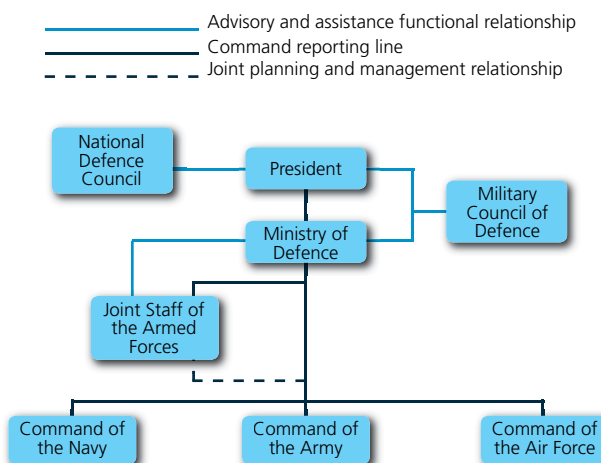 Advisory and assistance functional relationship
Command reporting line
Joint planning and management relationship
National
Defence
Council
President
Military
Council of
Defence
Ministry of
Defence
Joint Staff of
the Armed
Forces
Command of
the Navy
Command of
the Army
Command of
the Air Force